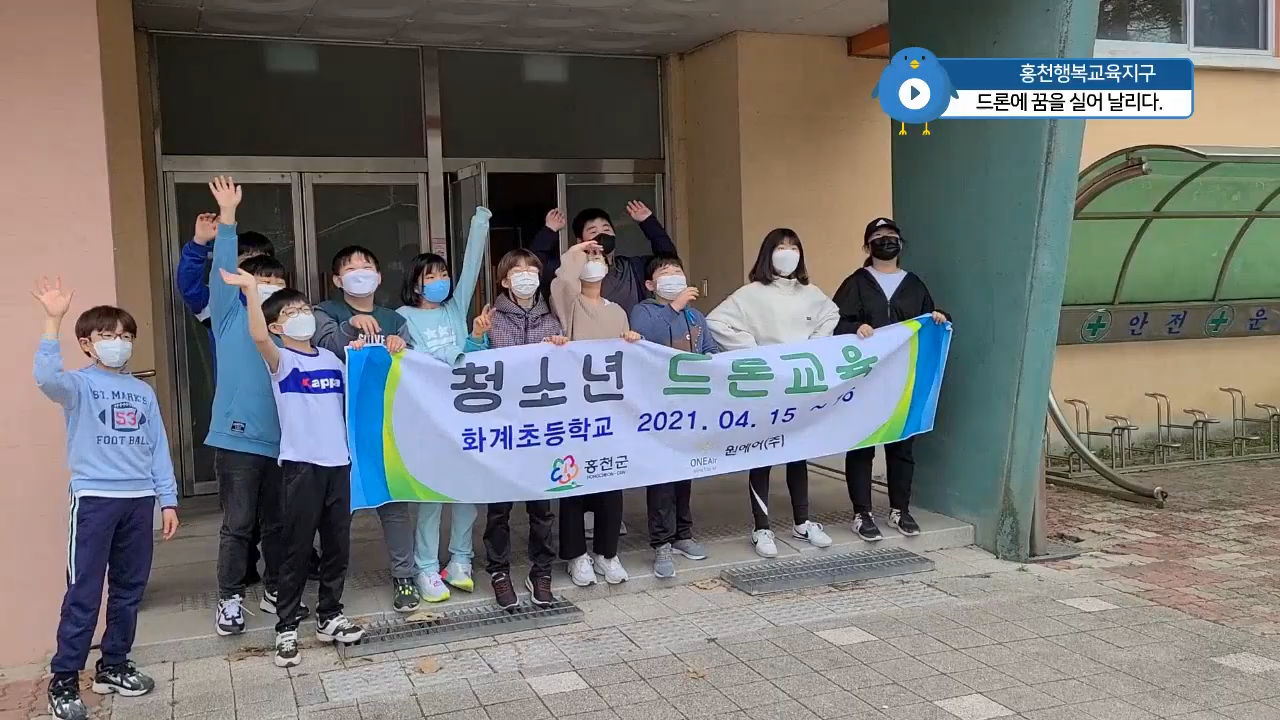 홍천행복교육지구
드론에 꿈을 실어 날리다.
안전
운
청소년 드론교육
화계초등학교 2021. 04. 15 ~ 16
홍천군
ONEAir
원에어(주)
Kappa
ST. MARK'S
53
FOOT BALL